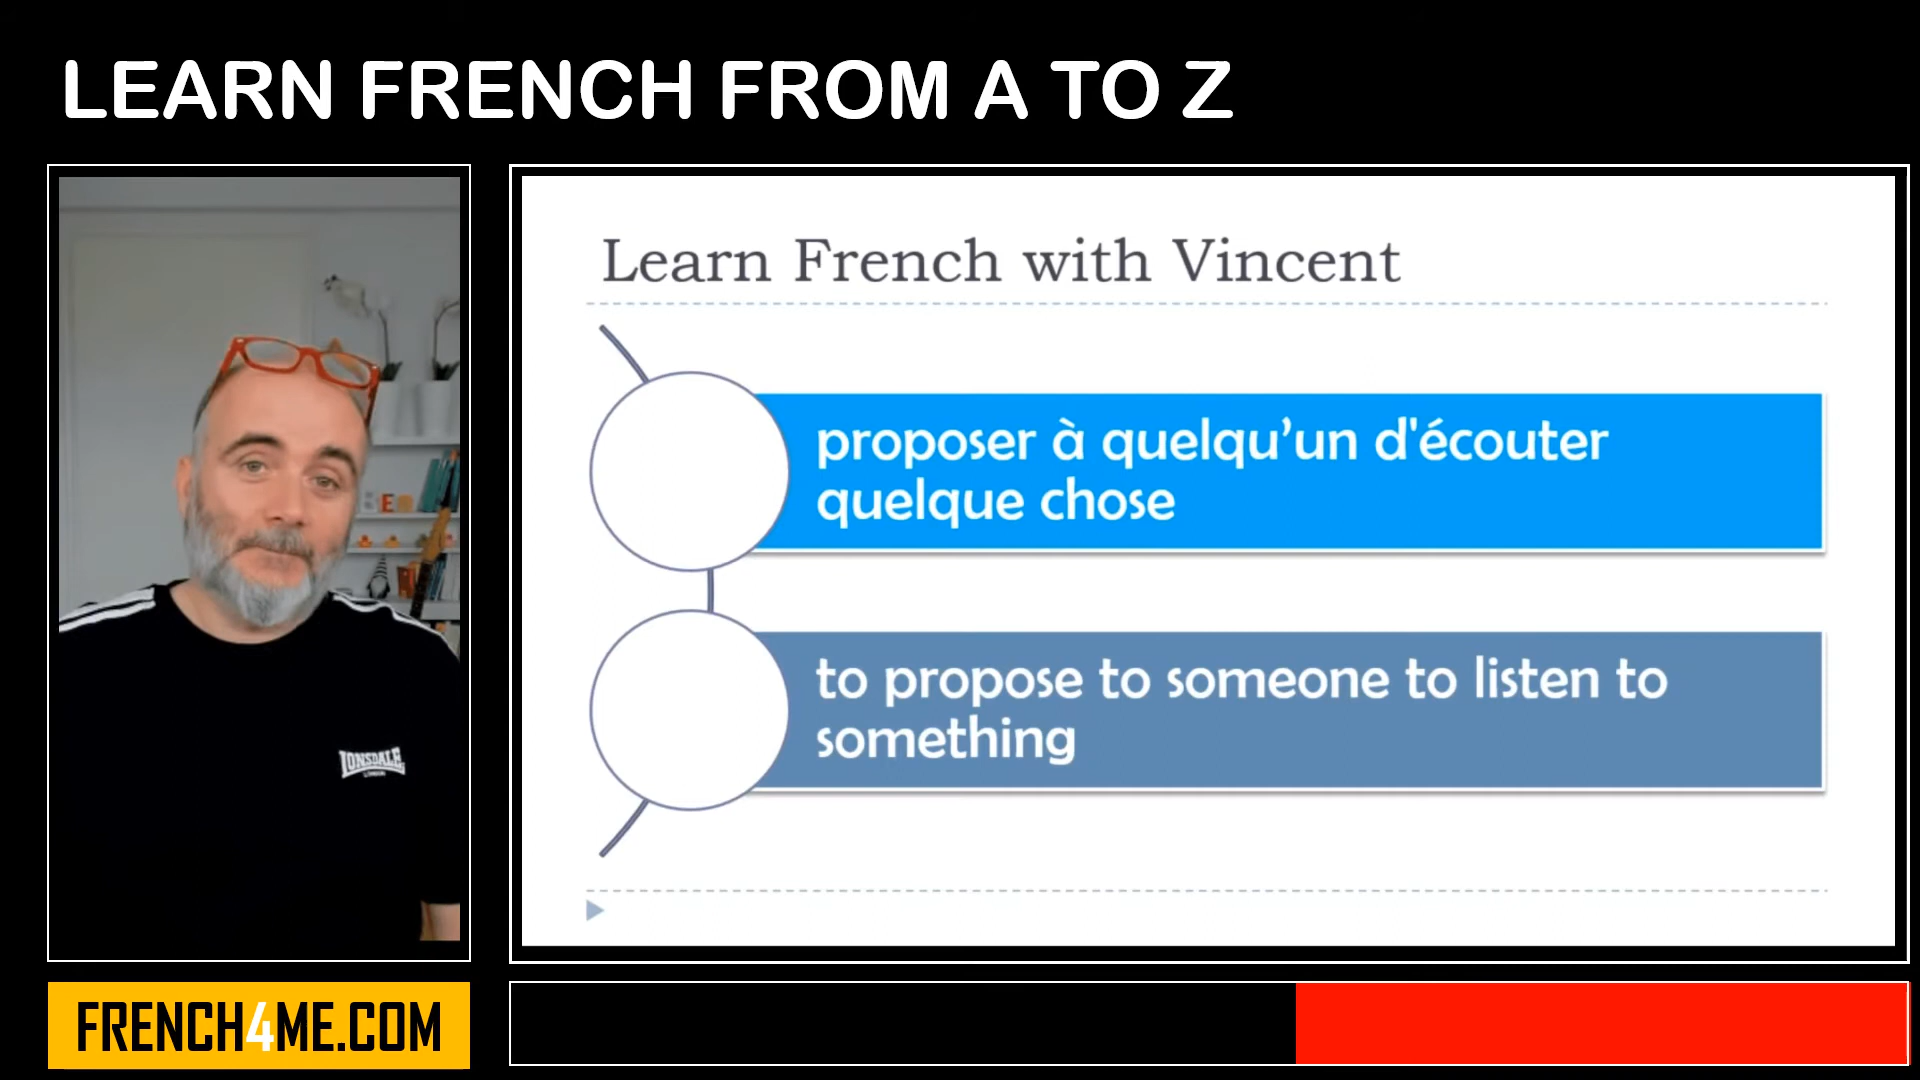 LEARN FRENCH FROM A TO Z
Learn French with Vincent
proposer à quelqu’un d'écouter
quelque chose
to propose to someone to listen to
something
LONSDALE
LONDON
FRENCH4ME.COM